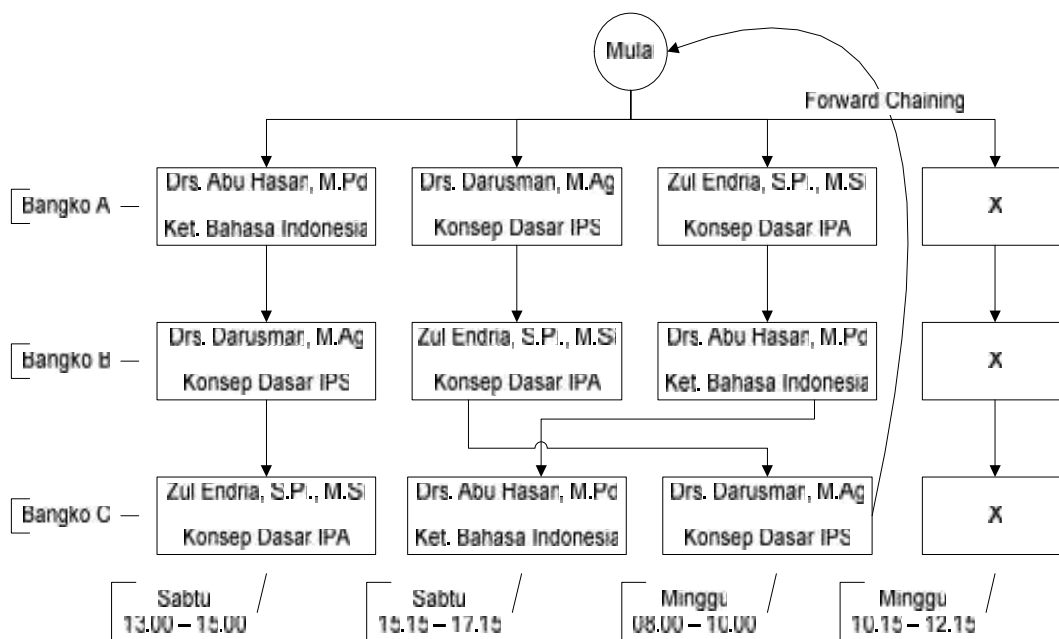 Mulai
Forward Chaining
Bangko A
Drs. Abu Hasan, M.Pd
Ket. Bahasa Indonesia
Drs. Darusman, M.Ag
Konsep Dasar IPS
Zul Endria, S.Pi., M.Si
Konsep Dasar IPA
X
Bangko B
Drs. Darusman, M.Ag
Konsep Dasar IPS
Zul Endria, S.Pi., M.Si
Konsep Dasar IPA
Drs. Abu Hasan, M.Pd
Ket. Bahasa Indonesia
X
Bangko C
Zul Endria, S.Pi., M.Si
Konsep Dasar IPA
Drs. Abu Hasan, M.Pd
Ket. Bahasa Indonesia
Drs. Darusman, M.Ag
Konsep Dasar IPS
X
Sabtu
13.00 – 15.00
Sabtu
15.15 – 17.15
Minggu
08.00 – 10.00
Minggu
10.15 – 12.15